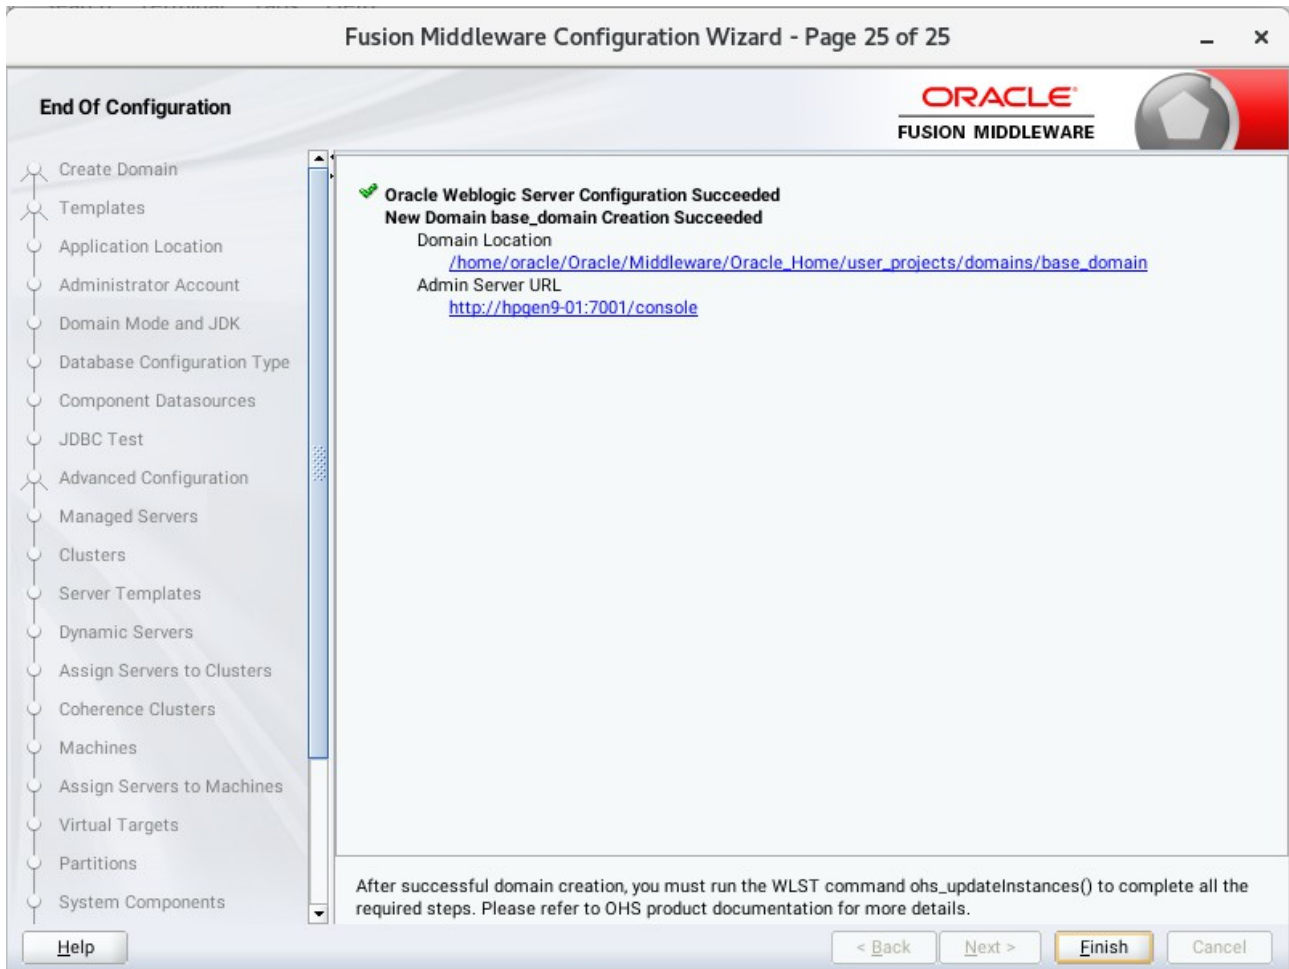 Fusion Middleware Configuration Wizard - Page 25 of 25
End Of Configuration
ORACLE
FUSION MIDDLEWARE
Create Domain
Templates
Application Location
Administrator Account
Domain Mode and JDK
Database Configuration Type
Component Datasources
JDBC Test
Advanced Configuration
Managed Servers
Clusters
Server Templates
Dynamic Servers
Assign Servers to Clusters
Coherence Clusters
Machines
Assign Servers to Machines
Virtual Targets
Partitions
System Components
Oracle Weblogic Server Configuration Succeeded
New Domain base_domain Creation Succeeded
Domain Location
/home/oracle/Oracle/Middleware/Oracle_Home/user_projects/domains/base_domain
Admin Server URL
http://hpgen9-01:7001/console
After successful domain creation, you must run the WLST command ohs_updateInstances() to complete all the
required steps. Please refer to OHS product documentation for more details.
Help
< Back
Next >
Finish
Cancel